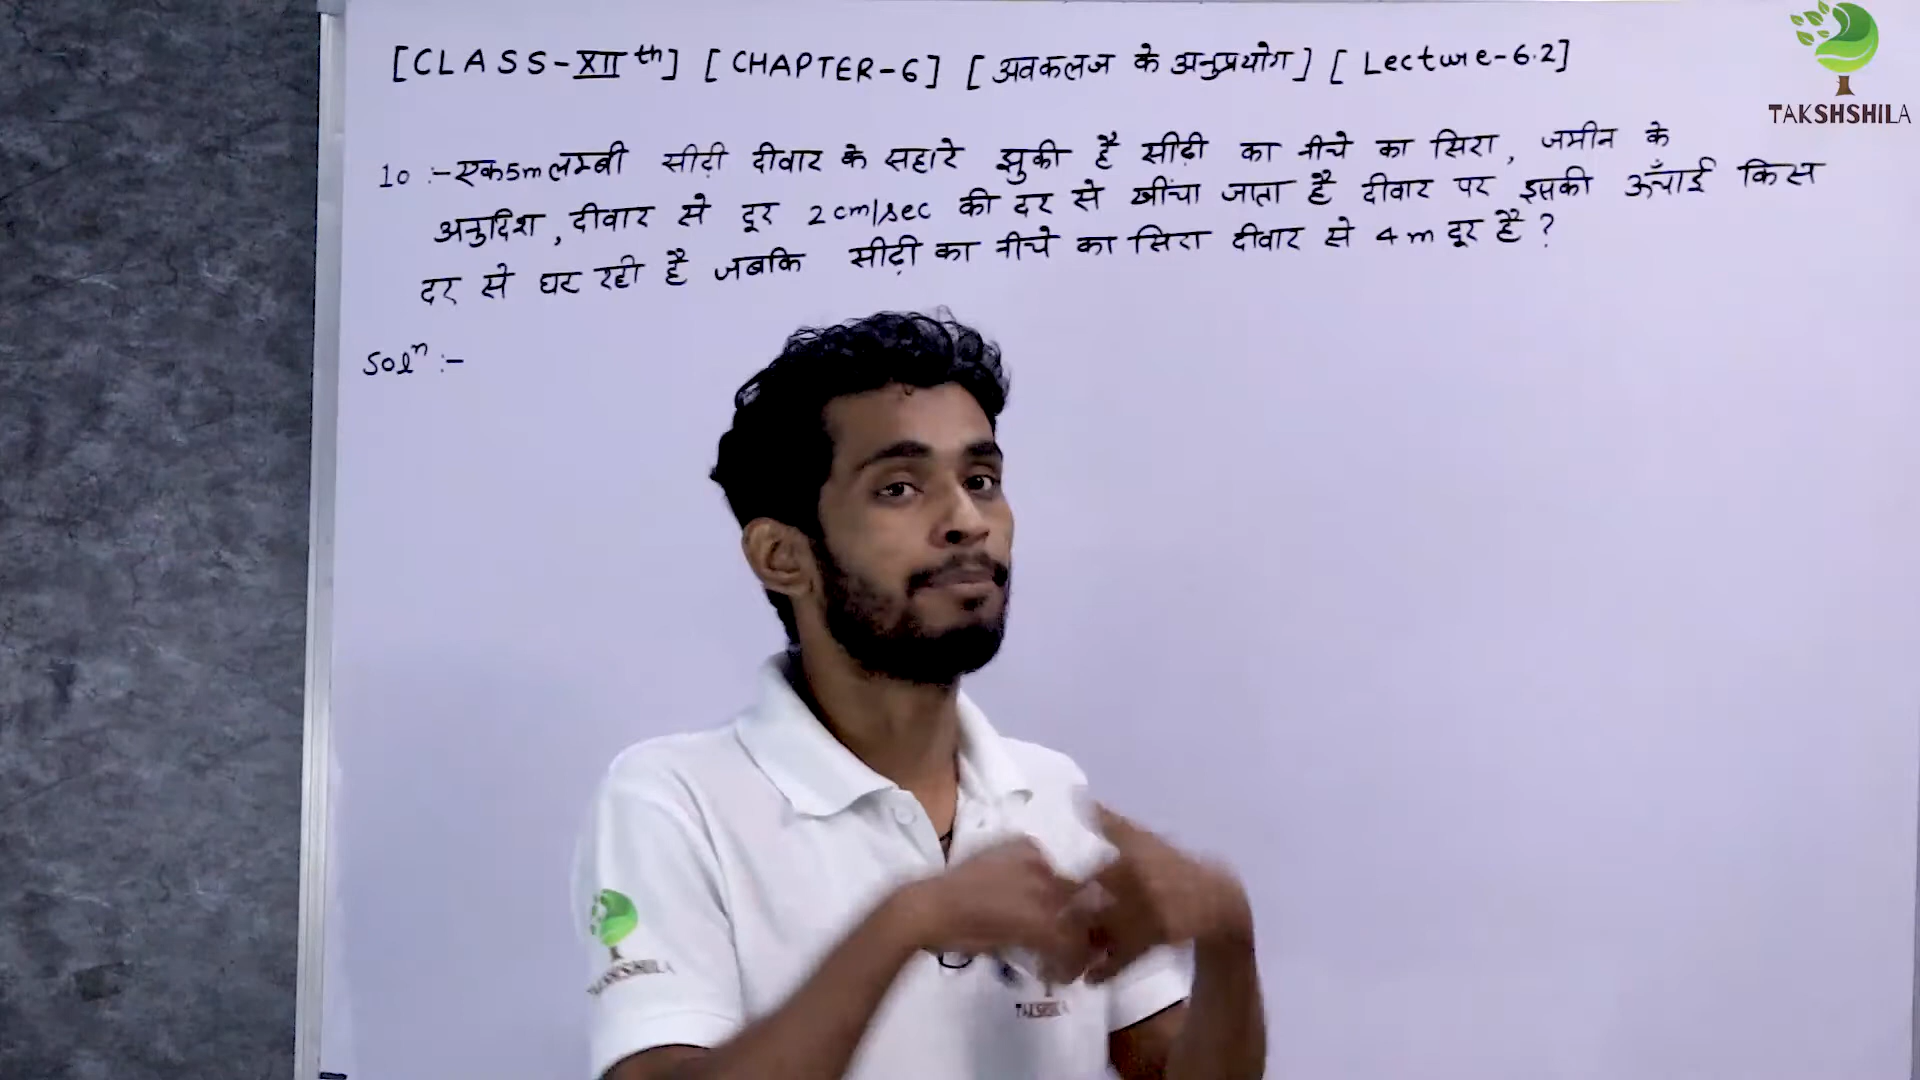 [CLASS-XIIth] [CHAPTER-6] [अवकलज के अनुप्रयोग] [Lecture-6.2]
TAKSHSHILA
10 :- एक 5m लम्बी सीढ़ी दीवार के सहारे झुकी है सीढ़ी का नीचे का सिरा, जमीन के
अनुदिश, दीवार से दूर 2cm/sec की दर से खींचा जाता है दीवार पर इसकी ऊँचाई किस
दर से घट रही है जबकि सीढ़ी का नीचे का सिरा दीवार से 4m दूर है ?
Solⁿ :-
TAKSHSHILA